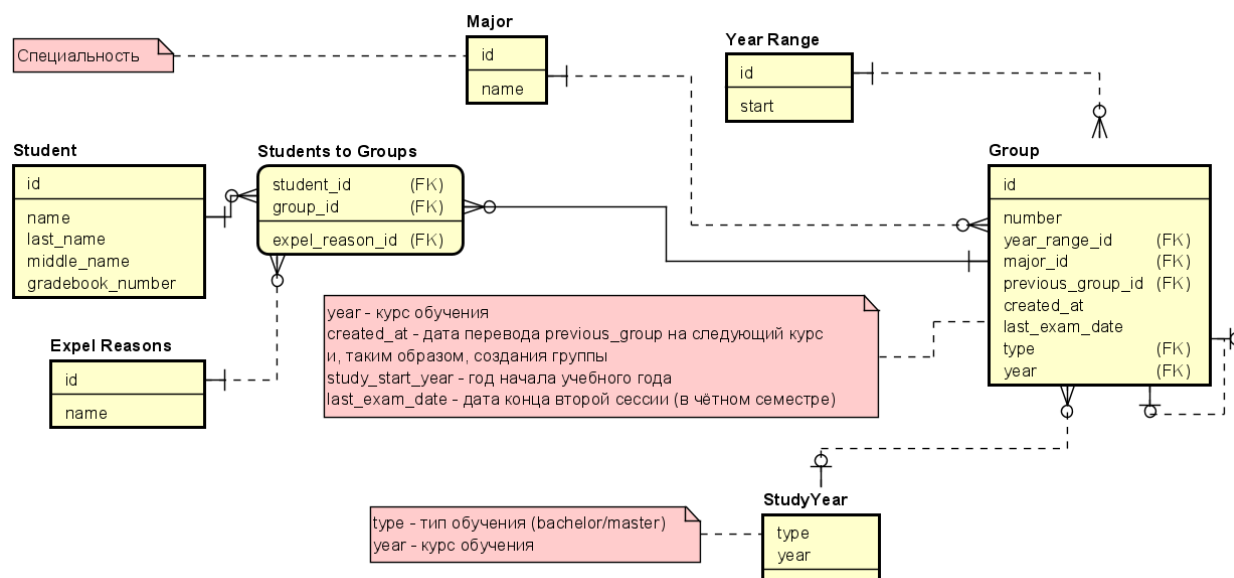 Major
Специальность
id
name
Year Range
id
start
Student
id
name
last_name
middle_name
gradebook_number
Students to Groups
student_id (FK)
group_id (FK)
expel_reason_id (FK)
Group
id
number
year_range_id (FK)
major_id (FK)
previous_group_id (FK)
created_at
last_exam_date
type (FK)
year (FK)
year - курс обучения
created_at - дата перевода previous_group на следующий курс
и, таким образом, создания группы
study_start_year - год начала учебного года
last_exam_date - дата конца второй сессии (в чётном семестре)
Expel Reasons
id
name
StudyYear
type
year
type - тип обучения (bachelor/master)
year - курс обучения